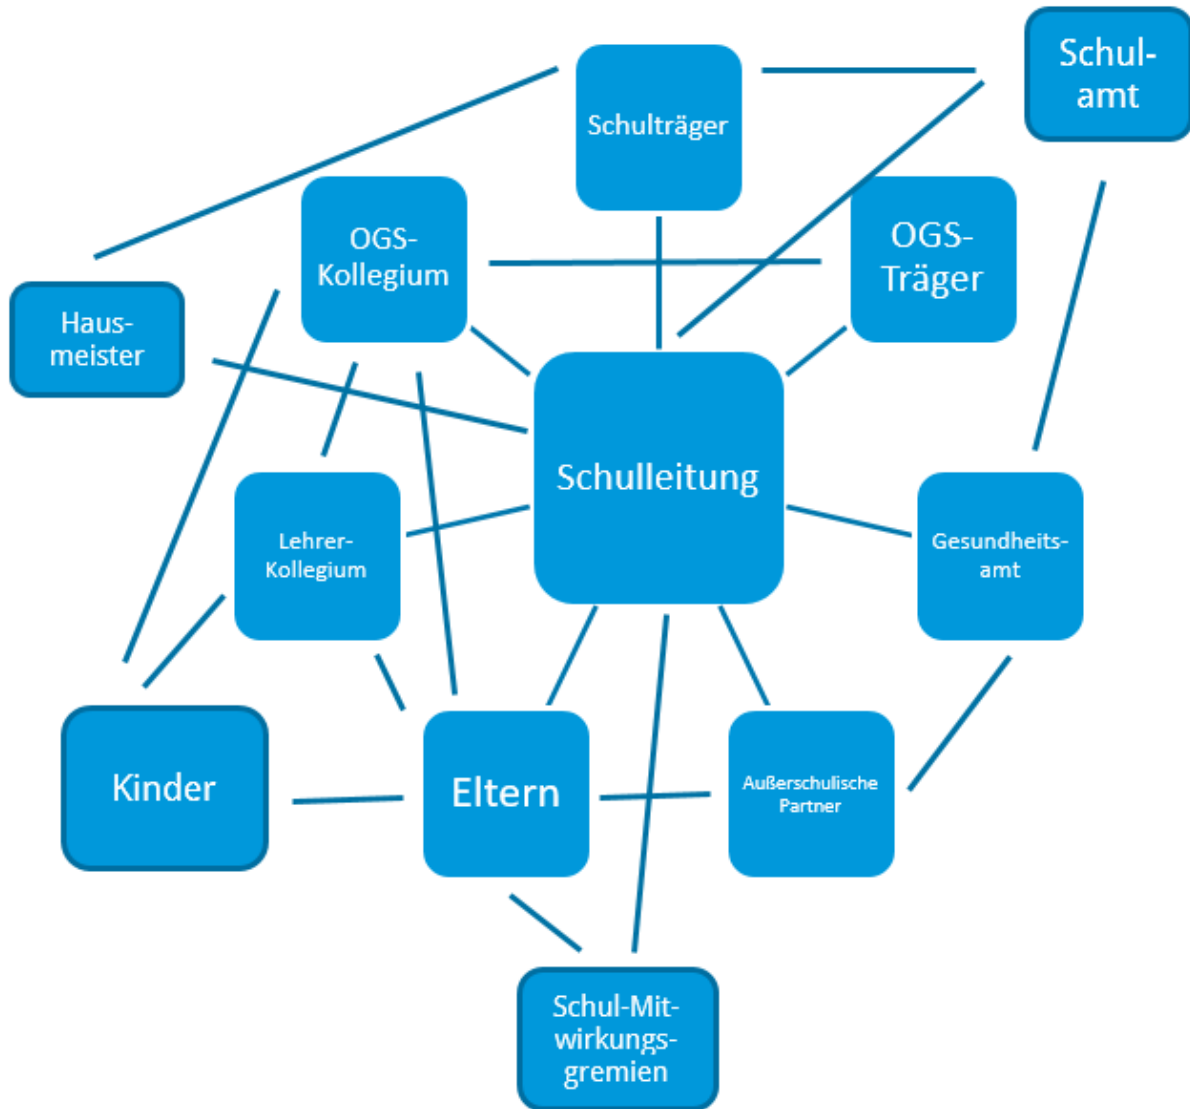 Schul-
amt
Schulträger
OGS-
Kollegium
OGS-
Träger
Haus-
meister
Schulleitung
Lehrer-
Kollegium
Gesundheits-
amt
Kinder
Eltern
Außerschulische
Partner
Schul-Mit-
wirkungs-
gremien